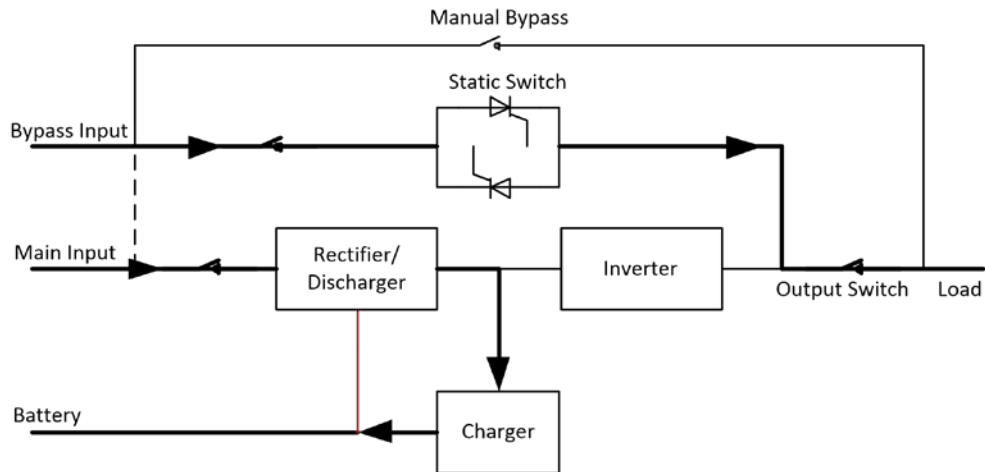 Manual Bypass
Static Switch
Bypass Input
Main Input
Rectifier/
Discharger
Inverter
Output Switch
Load
Battery
Charger